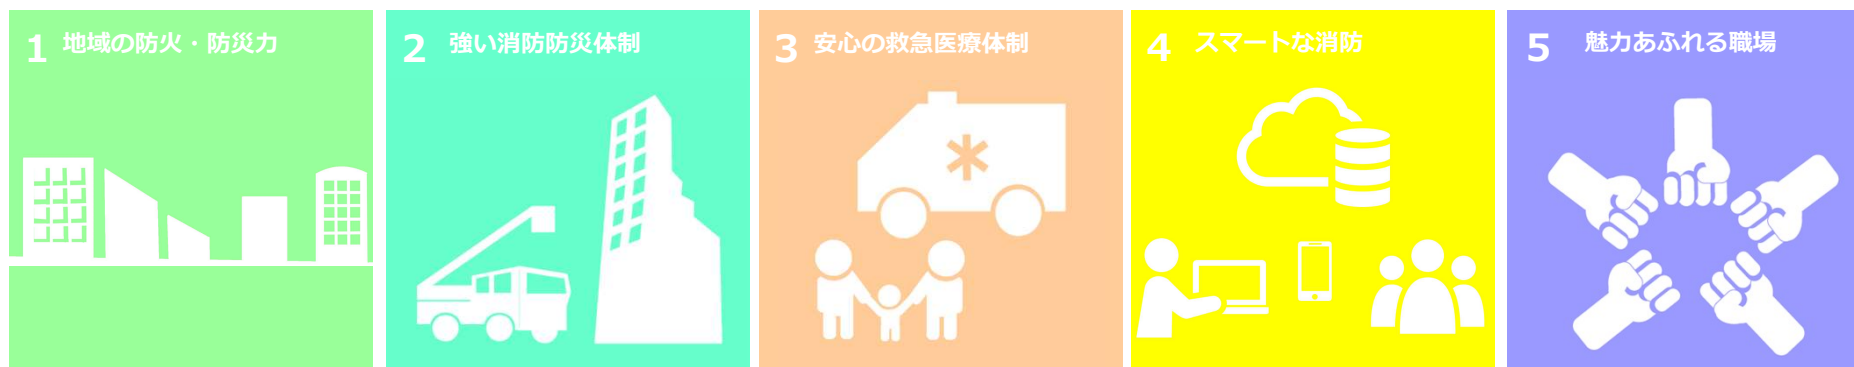 1 地域の防火・防災力
2 強い消防防災体制
3 安心の救急医療体制
4 スマートな消防
5 魅力あふれる職場